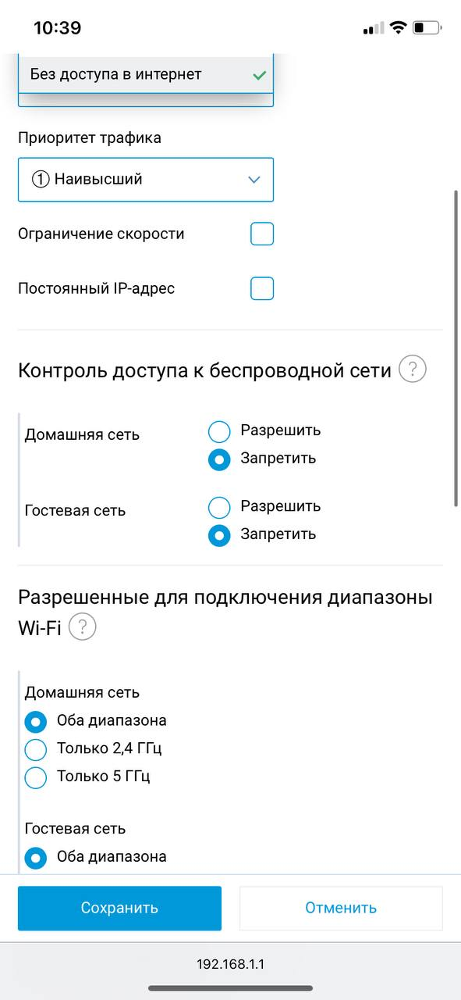 10:39
Без доступа в интернет
Приоритет трафика
① Наивысший
Ограничение скорости
Постоянный IP-адрес
Контроль доступа к беспроводной сети ?
Домашняя сеть
Разрешить
Запретить
Гостевая сеть
Разрешить
Запретить
Разрешенные для подключения диапазоны
Wi-Fi ?
Домашняя сеть
Оба диапазона
Только 2,4 ГГц
Только 5 ГГц
Гостевая сеть
Оба диапазона
Сохранить
Отменить
192.168.1.1